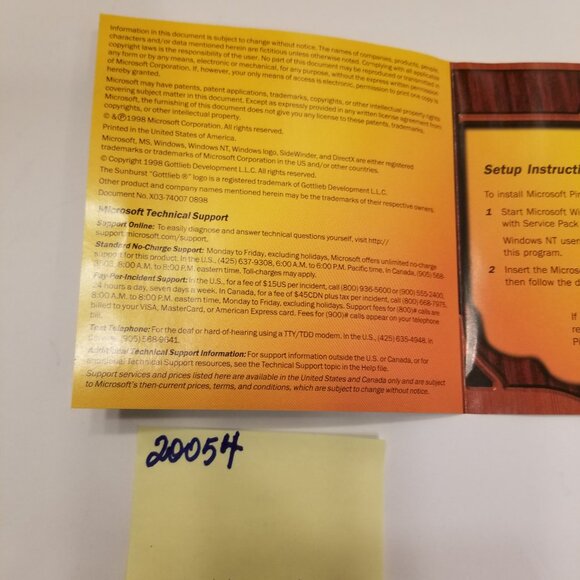 Information in this document is subject to change without notice. The names of companies, products, people,
characters and/or data mentioned herein are fictitious unless otherwise noted. Complying with all applicable
copyright laws is the responsibility of the user. No part of this document may be reproduced or transmitted in
any form or by any means, electronic or mechanical, for any purpose, without the express written permission
of Microsoft Corporation. If, however, your only means of access is electronic, permission to print one copy is
hereby granted.
Microsoft may have patents, patent applications, trademarks, copyrights, or other intellectual property rights
covering subject matter in this document. Except as expressly provided in any written license agreement from
Microsoft, the furnishing of this document does not give you any license to these patents, trademarks,
copyrights, or other intellectual property.
© & ℗1998 Microsoft Corporation. All rights reserved.
Printed in the United States of America.
Microsoft, MS, Windows, Windows NT, Windows logo, SideWinder, and DirectX are either registered
trademarks or trademarks of Microsoft Corporation in the US and/or other countries.
© Copyright 1998 Gottlieb Development L.L.C. All rights reserved.
The Sunburst "Gottlieb ®" logo is a registered trademark of Gottlieb Development L.L.C.
Other product and company names mentioned herein may be the trademarks of their respective owners.
Document No. X03-74007 0898
Microsoft Technical Support
Support Online: To easily diagnose and answer technical questions yourself, visit http://
support.microsoft.com/support.
Standard No-Charge Support: Monday to Friday, excluding holidays, Microsoft offers unlimited no-charge
support for this product. In the U.S., (425) 637-9308, 6:00 A.M. to 6:00 P.M. Pacific time. In Canada, (905) 568-
8:00 A.M. to 8:00 P.M. eastern time. Toll-charges may apply.
Pay-Per-Incident Support: In the U.S., for a fee of $15US per incident, call (800) 936-5600 or (900) 555-2400,
24 hours a day, seven days a week. In Canada, for a fee of $45CDN plus tax per incident, call (800) 668-7975,
8:00 A.M. to 8:00 P.M. eastern time, Monday to Friday, excluding holidays. Support fees for (800)# calls are
billed to your VISA, MasterCard, or American Express card. Fees for (900)# calls appear on your telephone
bill.
Text Telephone: For the deaf or hard-of-hearing using a TTY/TDD modem. In the U.S., (425) 635-4948. In
Canada, (905) 568-9641.
Additional Technical Support Information: For support information outside the U.S. or Canada, or for
additional Technical Support resources, see the Technical Support topic in the Help file.
Support services and prices listed here are available in the United States and Canada only and are subject
to Microsoft's then-current prices, terms, and conditions, which are subject to change without notice.
Setup Instructi
To install Microsoft Pin
1 Start Microsoft W
with Service Pack
Windows NT use
this program.
2 Insert the Micros
then follow the d
If
re
P
20054